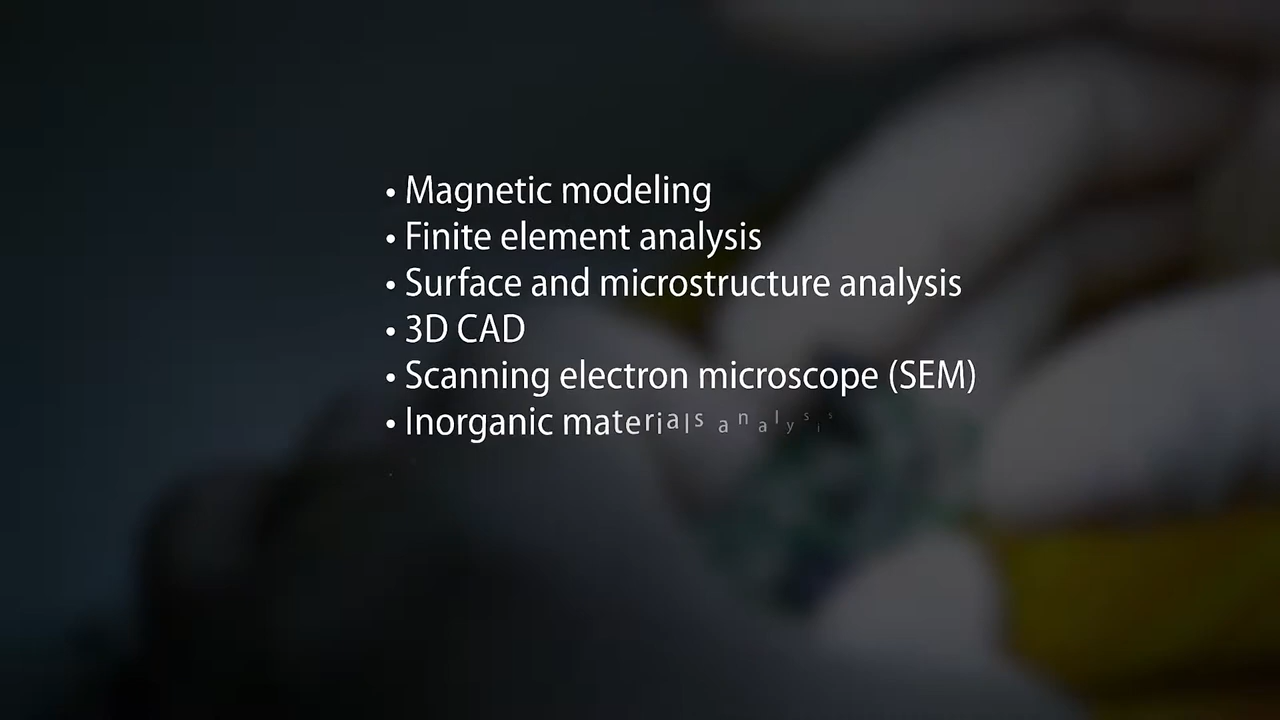 • Magnetic modeling
• Finite element analysis
• Surface and microstructure analysis
• 3D CAD
• Scanning electron microscope (SEM)
• Inorganic materials analysis